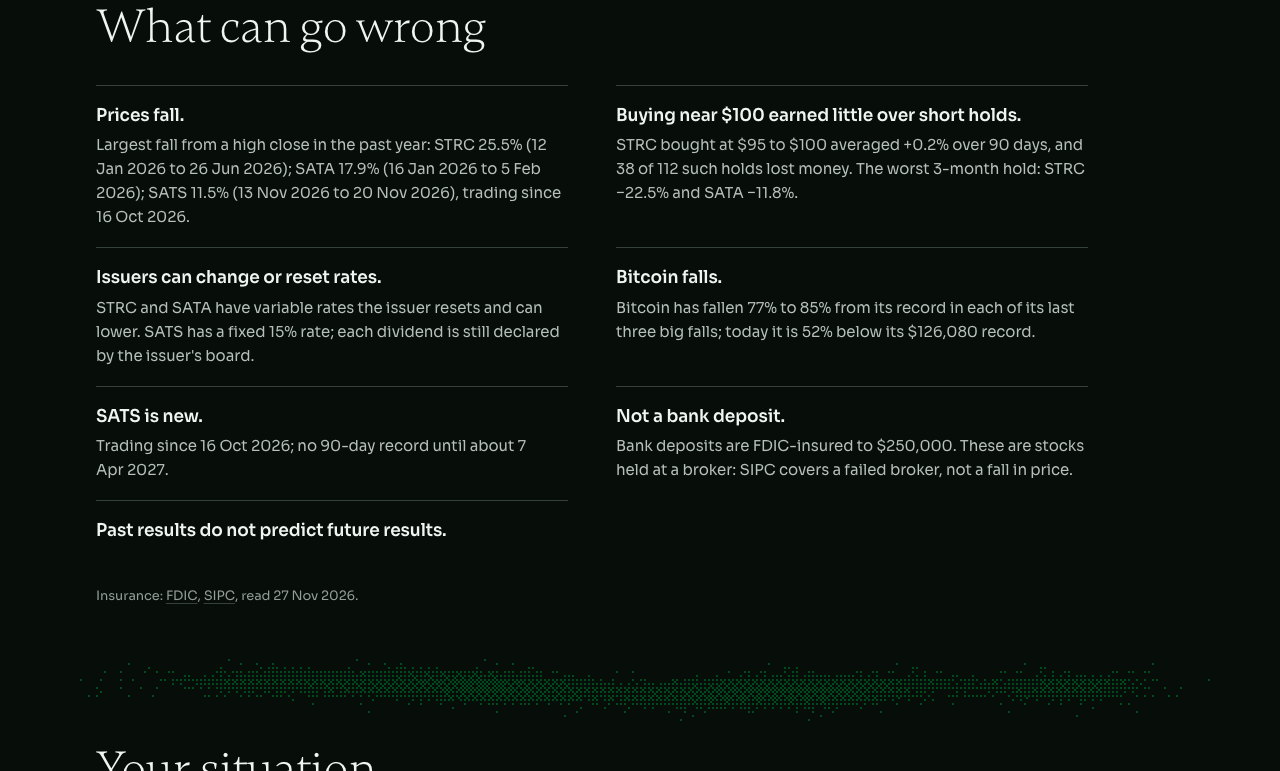 What can go wrong
Prices fall.
Largest fall from a high close in the past year: STRC 25.5% (12
Jan 2026 to 26 Jun 2026); SATA 17.9% (16 Jan 2026 to 5 Feb
2026); SATS 11.5% (13 Nov 2026 to 20 Nov 2026), trading since
16 Oct 2026.
Buying near $100 earned little over short holds.
STRC bought at $95 to $100 averaged +0.2% over 90 days, and
38 of 112 such holds lost money. The worst 3-month hold: STRC
−22.5% and SATA −11.8%.
Issuers can change or reset rates.
STRC and SATA have variable rates the issuer resets and can
lower. SATS has a fixed 15% rate; each dividend is still declared
by the issuer's board.
Bitcoin falls.
Bitcoin has fallen 77% to 85% from its record in each of its last
three big falls; today it is 52% below its $126,080 record.
SATS is new.
Trading since 16 Oct 2026; no 90-day record until about 7
Apr 2027.
Not a bank deposit.
Bank deposits are FDIC-insured to $250,000. These are stocks
held at a broker: SIPC covers a failed broker, not a fall in price.
Past results do not predict future results.
Insurance: FDIC, SIPC, read 27 Nov 2026.
Your situation